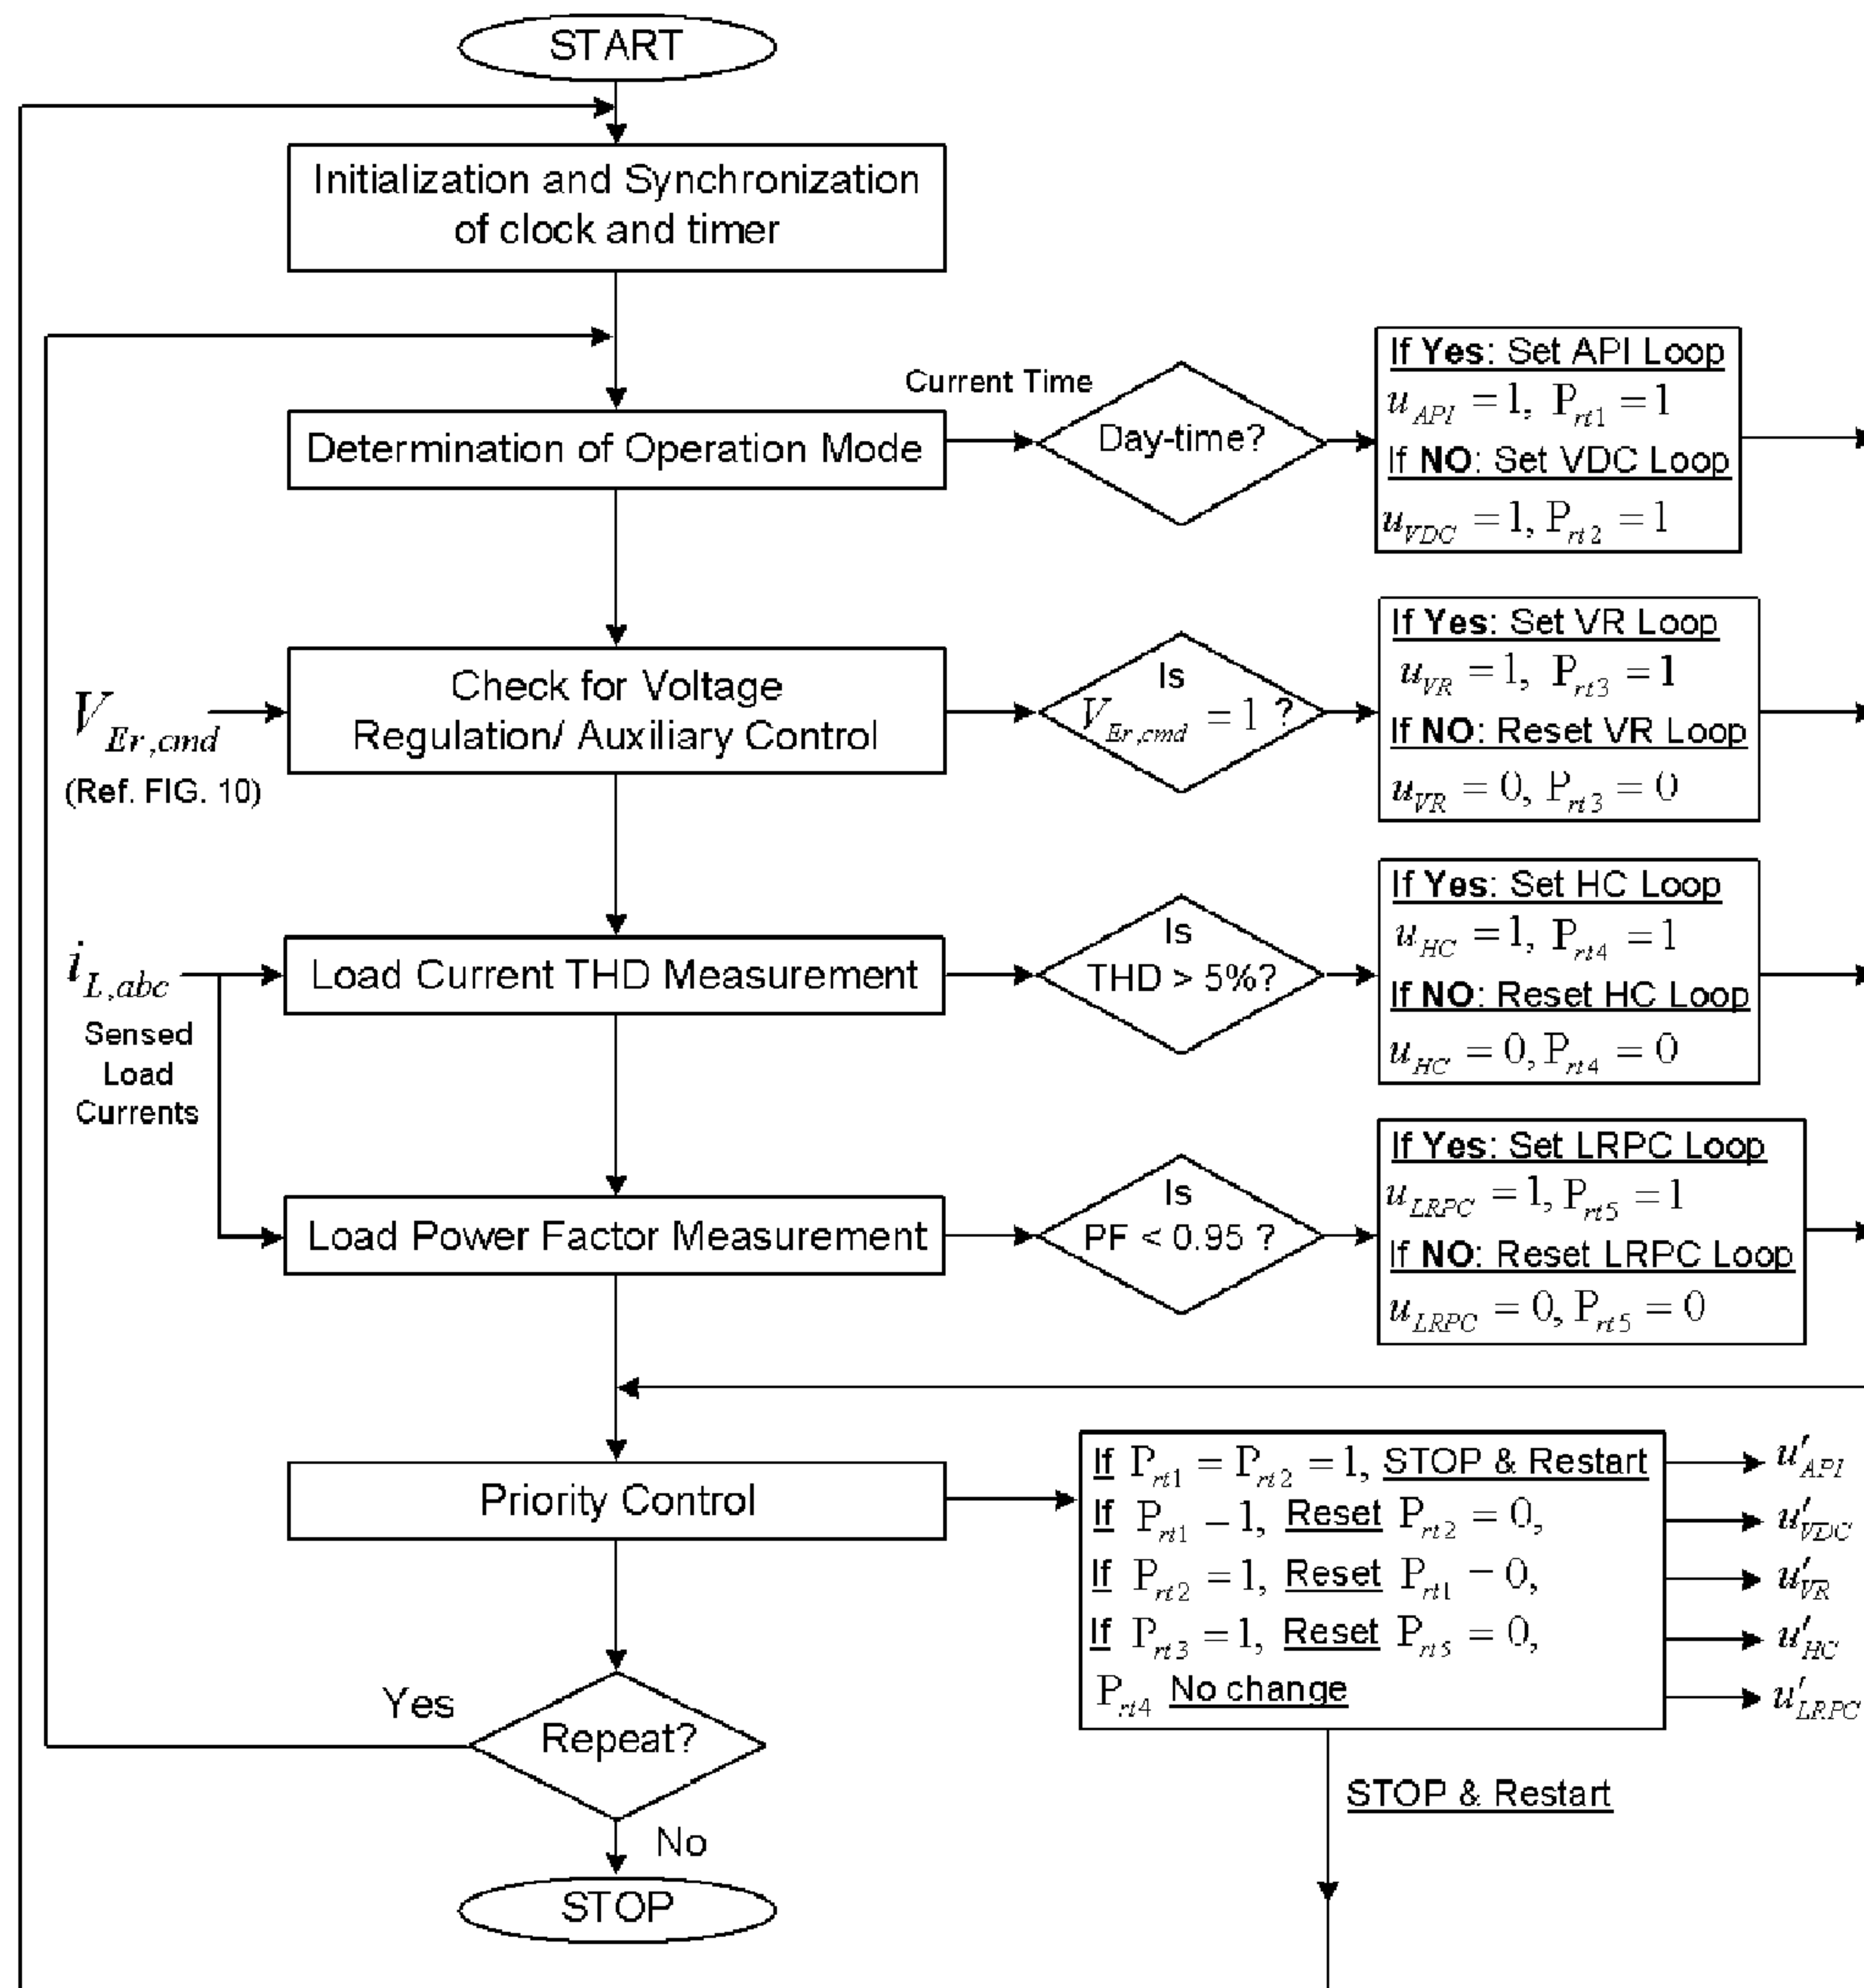 START
Initialization and Synchronization
of clock and timer
Determination of Operation Mode
Current Time
Day-time?
If Yes: Set API Loop
u_API = 1, P_rt1 = 1
If NO: Set VDC Loop
u_VDC = 1, P_rt2 = 1
V_Er,cmd
(Ref. FIG. 10)
Check for Voltage
Regulation/ Auxiliary Control
Is
V_Er,cmd = 1 ?
If Yes: Set VR Loop
u_VR = 1, P_rt3 = 1
If NO: Reset VR Loop
u_VR = 0, P_rt3 = 0
i_L,abc
Sensed
Load
Currents
Load Current THD Measurement
Is
THD > 5%?
If Yes: Set HC Loop
u_HC = 1, P_rt4 = 1
If NO: Reset HC Loop
u_HC = 0, P_rt4 = 0
Load Power Factor Measurement
Is
PF < 0.95 ?
If Yes: Set LRPC Loop
u_LRPC = 1, P_rt5 = 1
If NO: Reset LRPC Loop
u_LRPC = 0, P_rt5 = 0
Priority Control
If P_rt1 = P_rt2 = 1, STOP & Restart
If P_rt1 – 1, Reset P_rt2 = 0,
If P_rt2 = 1, Reset P_rt1 – 0,
If P_rt3 = 1, Reset P_rt5 = 0,
P_rt4 No change
u′_API
u′_VDC
u′_VR
u′_HC
u′_LRPC
Yes
Repeat?
STOP & Restart
No
STOP